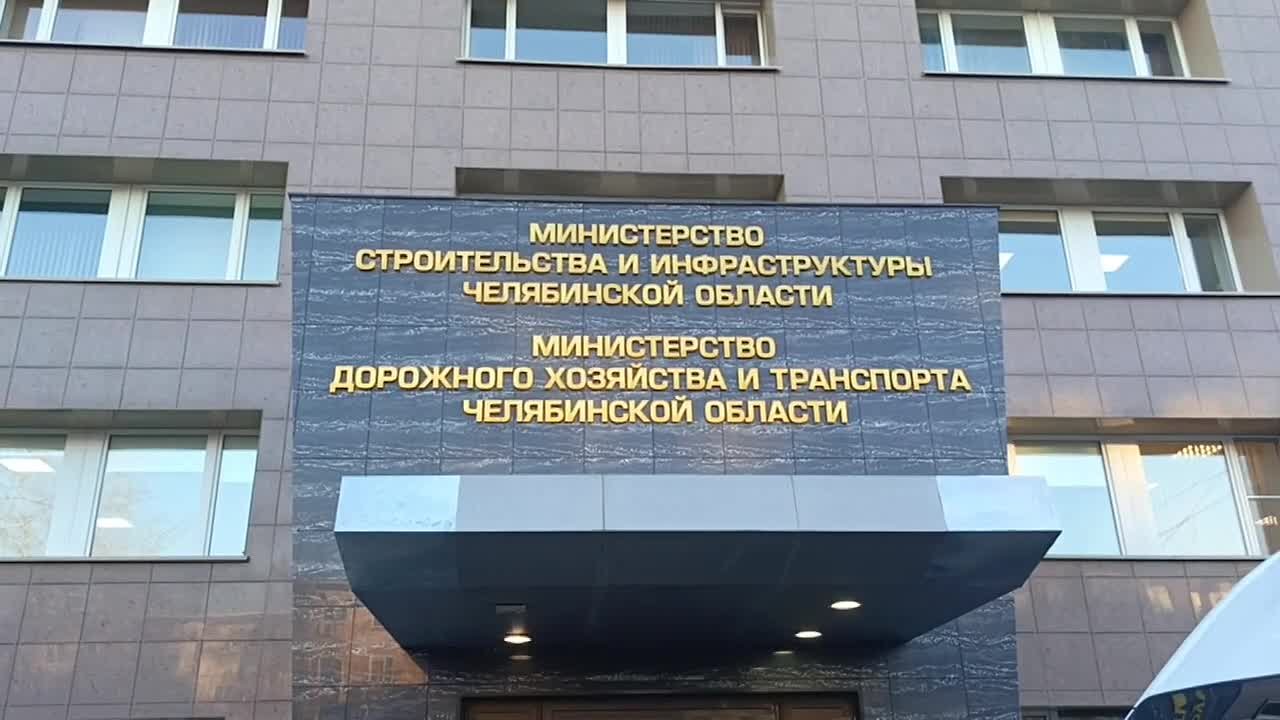 МИНИСТЕРСТВО
СТРОИТЕЛЬСТВА И ИНФРАСТРУКТУРЫ
ЧЕЛЯБИНСКОЙ ОБЛАСТИ
МИНИСТЕРСТВО
ДОРОЖНОГО ХОЗЯЙСТВА И ТРАНСПОРТА
ЧЕЛЯБИНСКОЙ ОБЛАСТИ